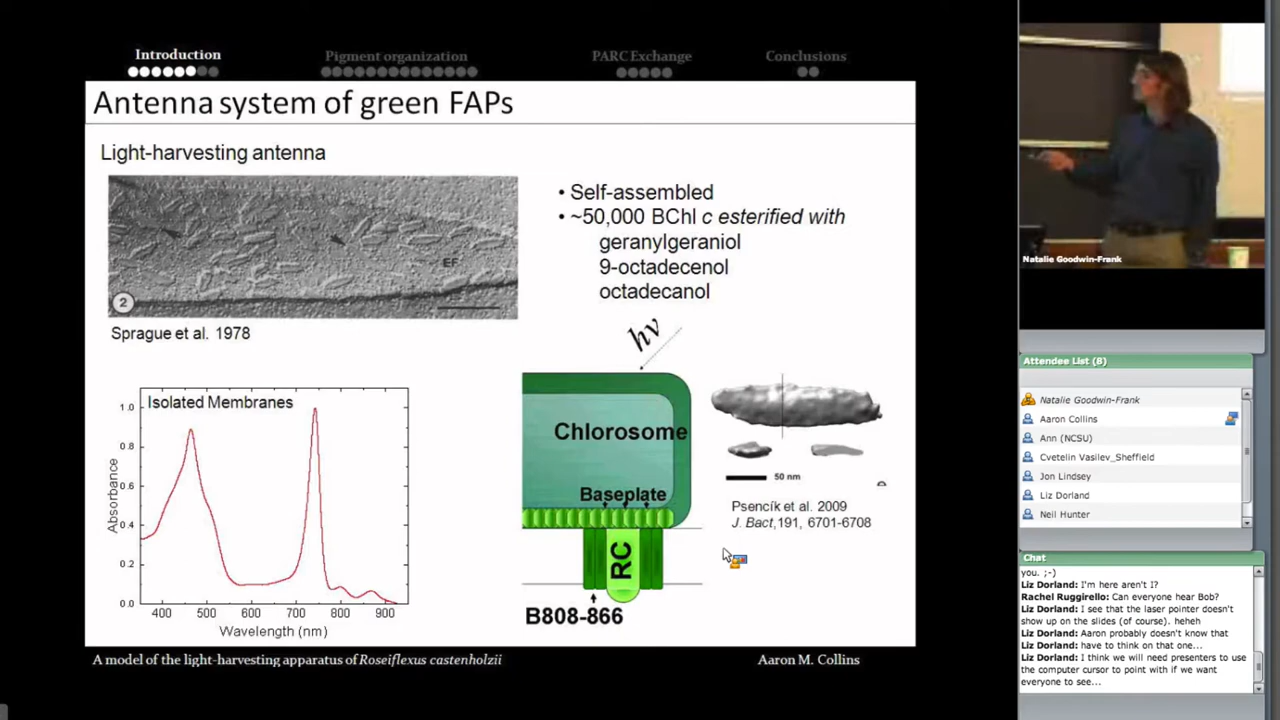 Introduction
Pigment organization
PARC Exchange
Conclusions
Antenna system of green FAPs
Light-harvesting antenna
EF
2
Sprague et al. 1978
• Self-assembled
• ~50,000 BChl c esterified with
geranylgeraniol
9-octadecenol
octadecanol
hν
Chlorosome
Baseplate
RC
B808-866
50 nm
Psencík et al. 2009
J. Bact,191, 6701-6708
Isolated Membranes
Absorbance
1.0
0.8
0.6
0.4
0.2
0.0
400 500 600 700 800 900
Wavelength (nm)
A model of the light-harvesting apparatus of Roseiflexus castenholzii
Aaron M. Collins
Natalie Goodwin-Frank
Attendee List (8)
Natalie Goodwin-Frank
Aaron Collins
Ann (NCSU)
Cvetelin Vasilev_Sheffield
Jon Lindsey
Liz Dorland
Neil Hunter
Chat
you. ;-)
Liz Dorland: I'm here aren't I?
Rachel Ruggirello: Can everyone hear Bob?
Liz Dorland: I see that the laser pointer doesn't
show up on the slides (of course). heheh
Liz Dorland: Aaron probably doesn't know that
Liz Dorland: have to think on that one...
Liz Dorland: I think we will need presenters to use
the computer cursor to point with if we want
everyone to see...